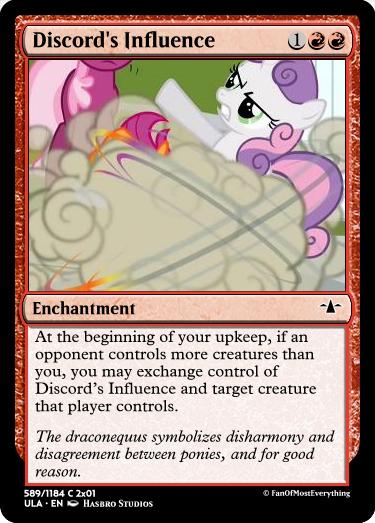 Discord's Influence 1
Enchantment
At the beginning of your upkeep, if an
opponent controls more creatures than
you, you may exchange control of
Discord's Influence and target creature
that player controls.
The draconequus symbolizes disharmony and
disagreement between ponies, and for good
reason.
589/1184 C 2x01
ULA • EN HASBRO STUDIOS
© FanOfMostEverything